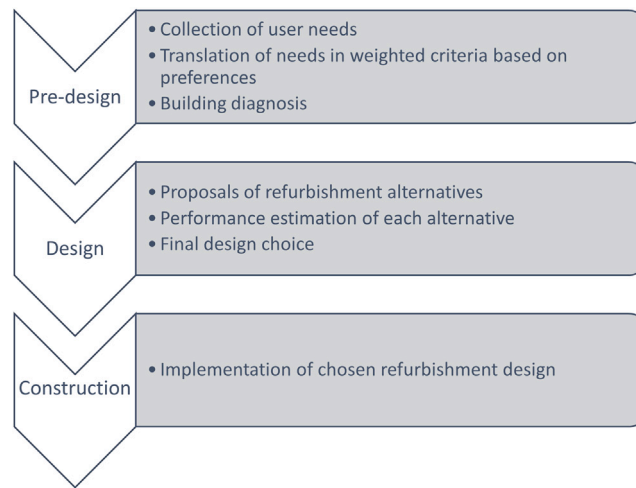 Pre-design
• Collection of user needs
• Translation of needs in weighted criteria based on
preferences
• Building diagnosis
Design
• Proposals of refurbishment alternatives
• Performance estimation of each alternative
• Final design choice
Construction
• Implementation of chosen refurbishment design